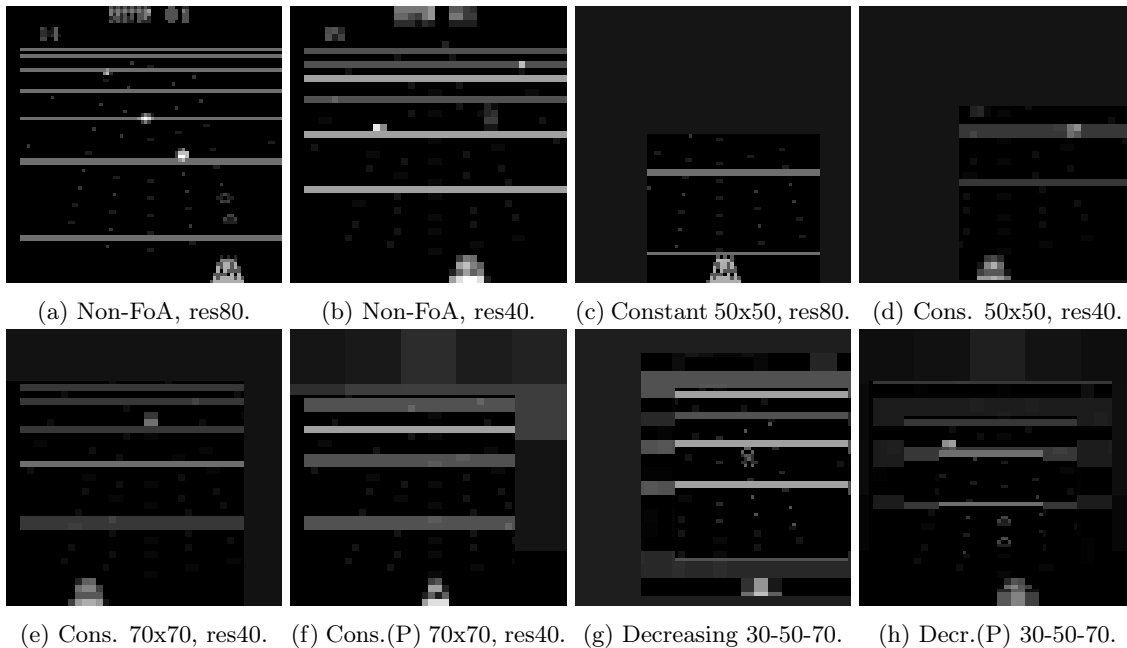 (a) Non-FoA, res80.
(b) Non-FoA, res40.
(c) Constant 50x50, res80.
(d) Cons. 50x50, res40.
(e) Cons. 70x70, res40.
(f) Cons.(P) 70x70, res40.
(g) Decreasing 30-50-70.
(h) Decr.(P) 30-50-70.